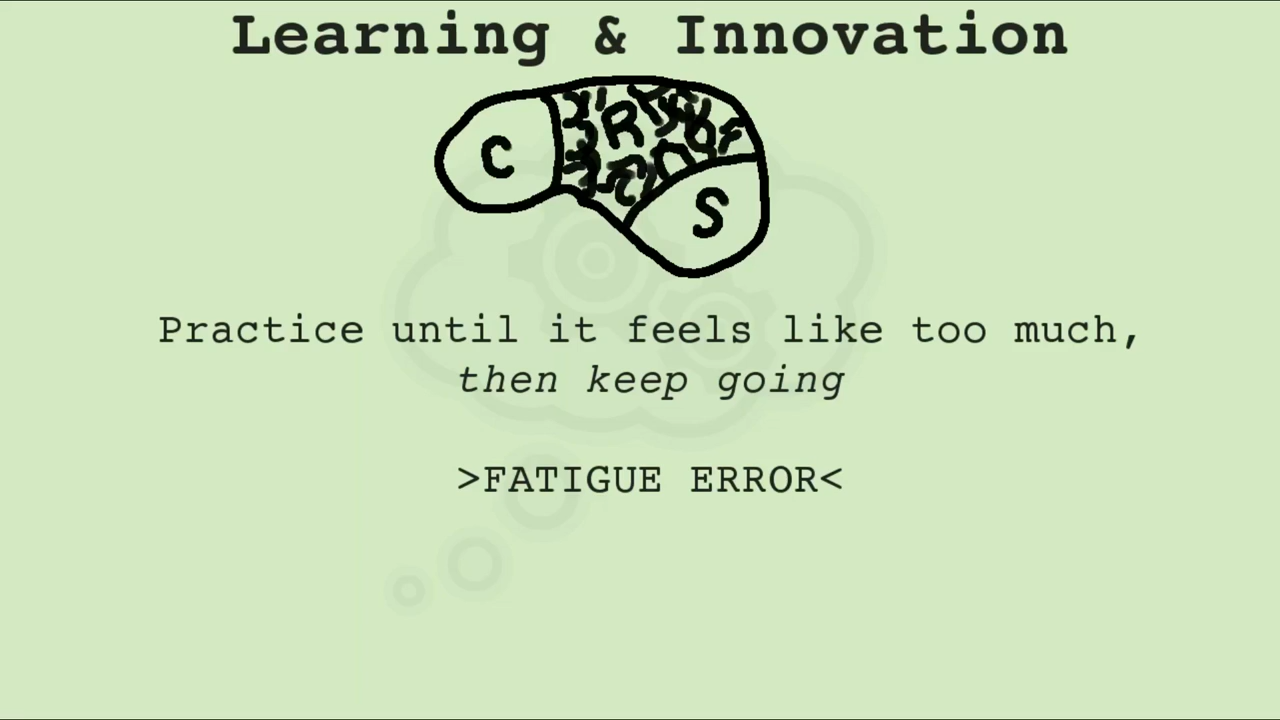 Learning & Innovation
C
R
S
Practice until it feels like too much,
then keep going
>FATIGUE ERROR<